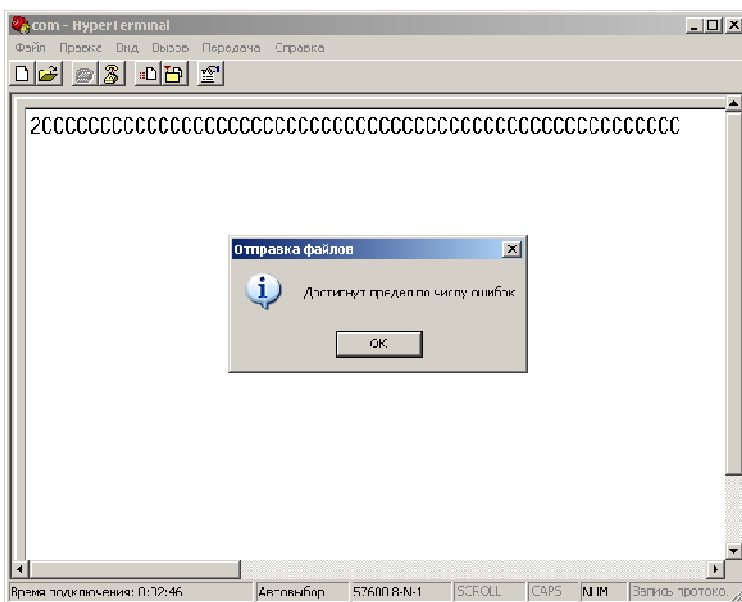 com - HyperTerminal
Файл Правка Вид Вызов Передача Справка
2CCCCCCCCCCCCCCCCCCCCCCCCCCCCCCCCCCCCCCCCCCCCCCCCCCCCCCCC
Отправка файлов
Достигнут предел по числу ошибок
OK
Время подключения: 0:02:46 Автовыбор 57600 8-N-1 SCROLL CAPS NUM Запись протоко.